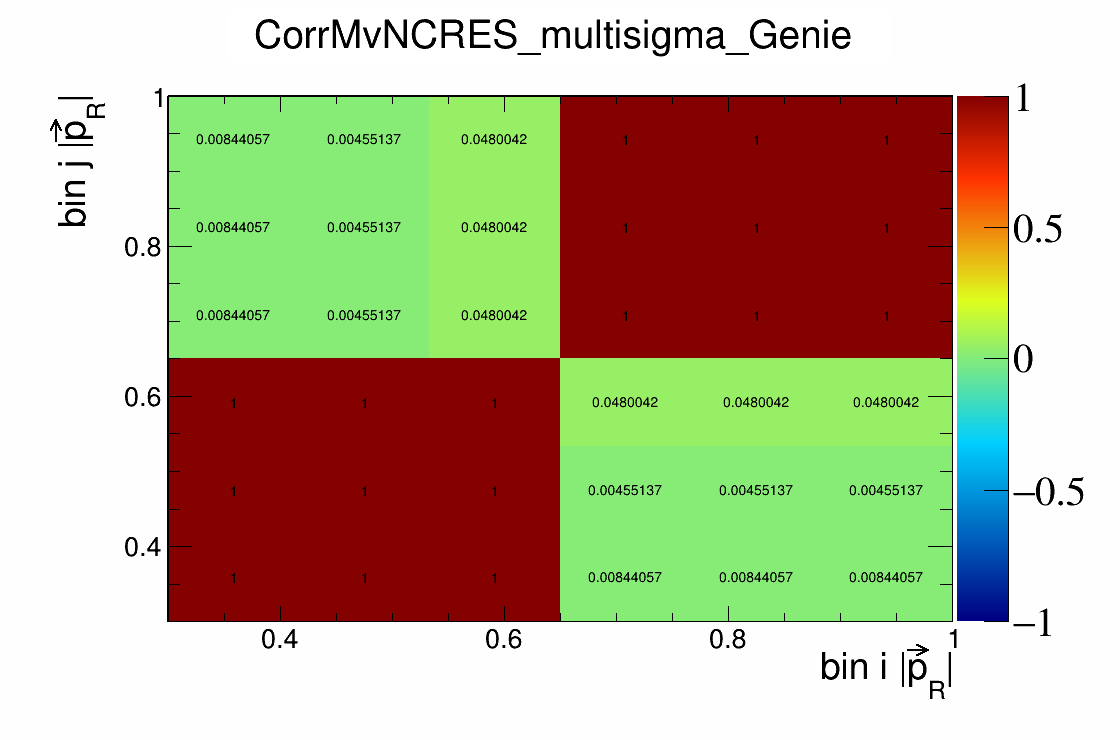 CorrMvNCRES_multisigma_Genie
bin j |p⃗_R|
1
0.8
0.6
0.4
0.00844057 0.00455137 0.0480042 1 1 1
0.00844057 0.00455137 0.0480042 1 1 1
0.00844057 0.00455137 0.0480042 1 1 1
1 1 1 0.0480042 0.0480042 0.0480042
1 1 1 0.00455137 0.00455137 0.00455137
1 1 1 0.00844057 0.00844057 0.00844057
0.4 0.6 0.8 1
bin i |p⃗_R|
1
0.5
0
−0.5
−1